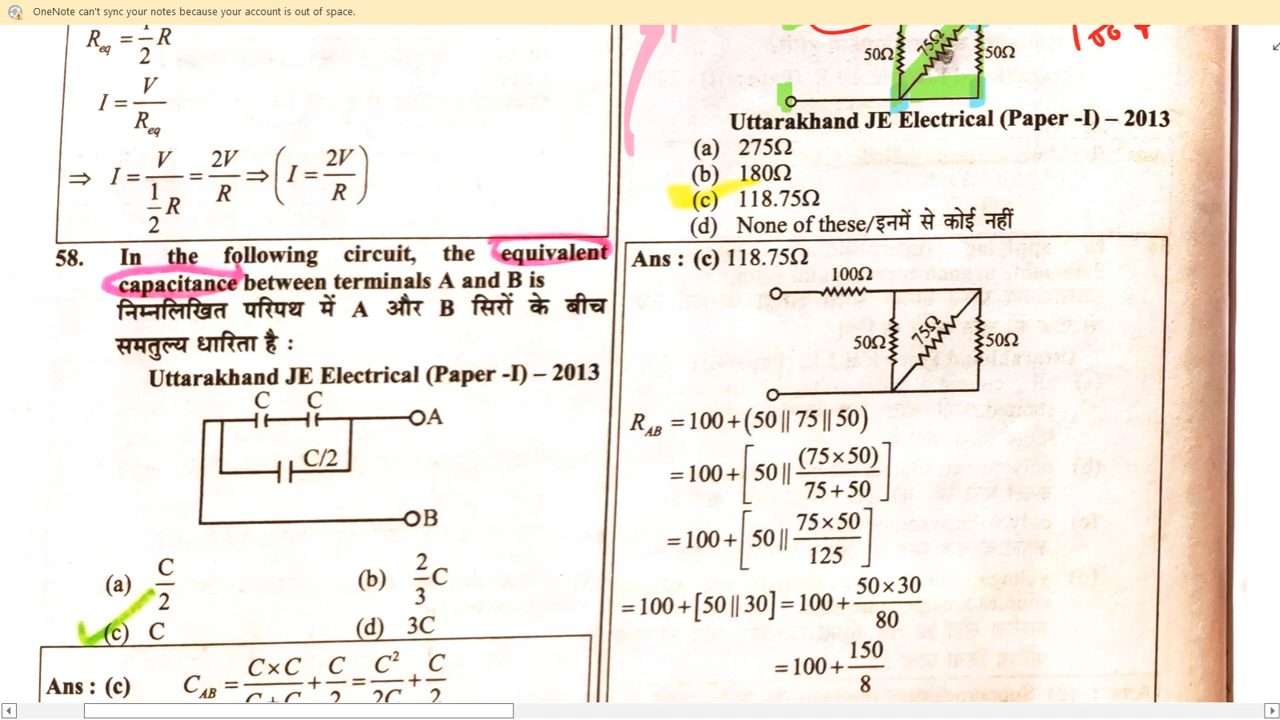 OneNote can't sync your notes because your account is out of space.
R_eq = 1/2 R
I = V/R_eq
⇒ I = V/(1/2 R) = 2V/R ⇒ (I = 2V/R)
58. In the following circuit, the equivalent
capacitance between terminals A and B is
निम्नलिखित परिपथ में A और B सिरों के बीच
समतुल्य धारिता है :
Uttarakhand JE Electrical (Paper -I) – 2013
C C
A
C/2
B
(a) C/2 (b) 2/3 C
(c) C (d) 3C
Ans : (c) C_AB = C×C/C+C + C/2 = C²/2C + C/2
50Ω 75Ω 50Ω
Uttarakhand JE Electrical (Paper -I) – 2013
(a) 275Ω
(b) 180Ω
(c) 118.75Ω
(d) None of these/इनमें से कोई नहीं
Ans : (c) 118.75Ω
100Ω
50Ω 75Ω 50Ω
R_AB = 100 + (50 || 75 || 50)
= 100 + [50 || (75×50)/75+50]
= 100 + [50 || 75×50/125]
= 100 + [50 || 30] = 100 + 50×30/80
= 100 + 150/8